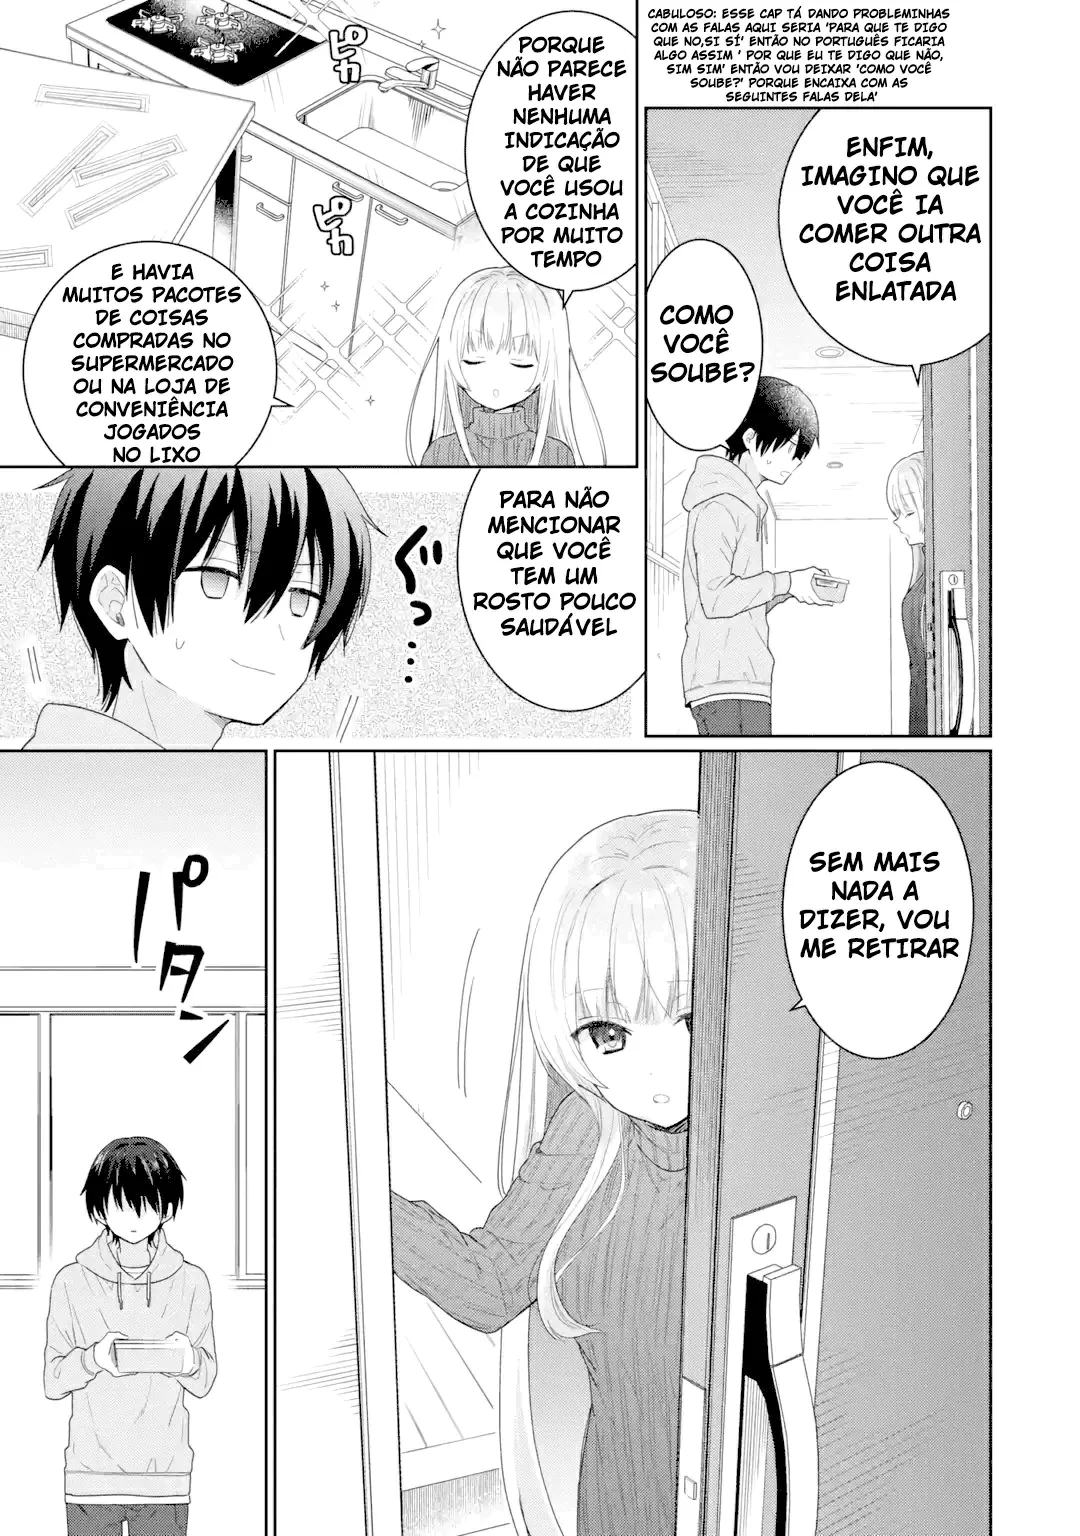 CABULOSO: ESSE CAP TÁ DANDO PROBLEMINHAS
COM AS FALAS AQUI SERIA 'PARA QUE TE DIGO
QUE NO,SI SÍ' ENTÃO NO PORTUGUÊS FICARIA
ALGO ASSIM ' POR QUE EU TE DIGO QUE NÃO,
SIM SIM' ENTÃO VOU DEIXAR 'COMO VOCÊ
SOUBE?' PORQUE ENCAIXA COM AS
SEGUINTES FALAS DELA'
ENFIM,
IMAGINO QUE
VOCÊ IA
COMER OUTRA
COISA
ENLATADA
COMO
VOCÊ
SOUBE?
PORQUE
NÃO PARECE
HAVER
NENHUMA
INDICAÇÃO
DE QUE
VOCÊ USOU
A COZINHA
POR MUITO
TEMPO
ピカ
ピカ
E HAVIA
MUITOS PACOTES
DE COISAS
COMPRADAS NO
SUPERMERCADO
OU NA LOJA DE
CONVENIÊNCIA
JOGADOS
NO LIXO
PARA NÃO
MENCIONAR
QUE VOCÊ
TEM UM
ROSTO POUCO
SAUDÁVEL
ぐっ…
SEM MAIS
NADA A
DIZER, VOU
ME RETIRAR
パタン